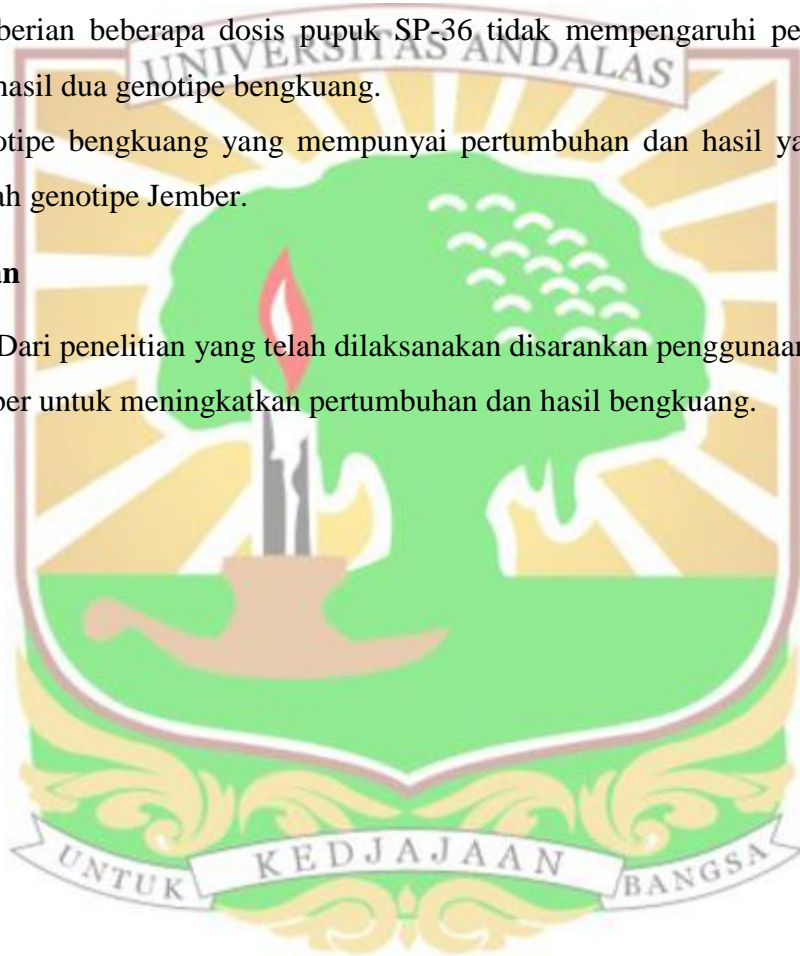 UNIVERSITAS ANDALAS
berian beberapa dosis pupuk SP-36 tidak mempengaruhi pe
hasil dua genotipe bengkuang.
otipe bengkuang yang mempunyai pertumbuhan dan hasil ya
ah genotipe Jember.
an
Dari penelitian yang telah dilaksanakan disarankan penggunaan
ber untuk meningkatkan pertumbuhan dan hasil bengkuang.
UNTUK KEDJAJAAN BANGSA